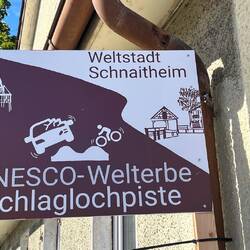 Weltstadt
Schnaitheim
NESCO-Welterbe
chlaglochpiste